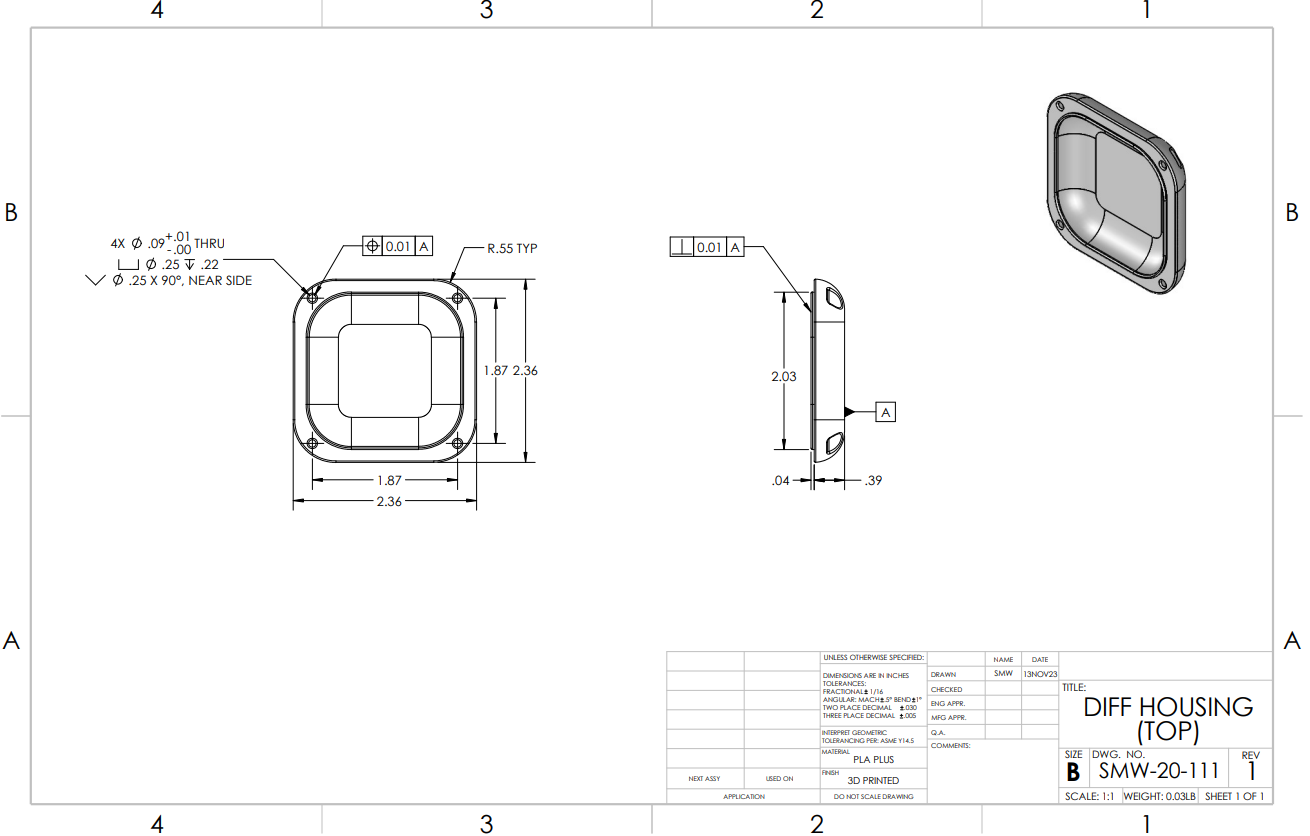 4 3 2 1
B B
4X ⌀ .09 +.01 -.00 THRU
⌴ ⌀ .25 ↧ .22
⌵ ⌀ .25 X 90°, NEAR SIDE
⌖ 0.01 A
R.55 TYP
1.87 2.36
1.87
2.36
⟂ 0.01 A
2.03
A
.04 .39
A A
UNLESS OTHERWISE SPECIFIED:
DIMENSIONS ARE IN INCHES
TOLERANCES:
FRACTIONAL± 1/16
ANGULAR: MACH±.5° BEND±1°
TWO PLACE DECIMAL ±.030
THREE PLACE DECIMAL ±.005
INTERPRET GEOMETRIC
TOLERANCING PER: ASME Y14.5
MATERIAL
PLA PLUS
FINISH
3D PRINTED
NEXT ASSY USED ON
APPLICATION
DO NOT SCALE DRAWING
NAME DATE
DRAWN SMW 13NOV23
CHECKED
ENG APPR.
MFG APPR.
Q.A.
COMMENTS:
TITLE:
DIFF HOUSING
(TOP)
SIZE DWG. NO. REV
B SMW-20-111 1
SCALE: 1:1 WEIGHT: 0.03LB SHEET 1 OF 1
4 3 2 1